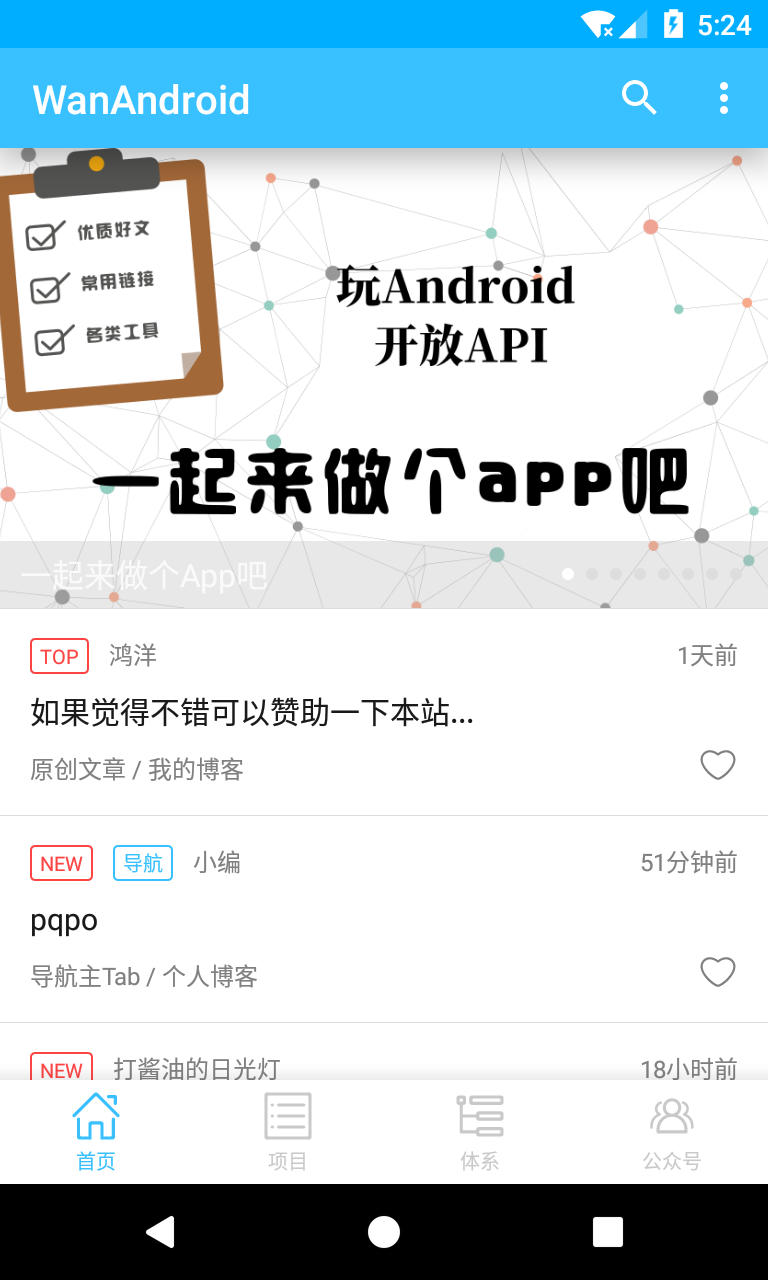 5:24
WanAndroid
优质好文
常用链接
各类工具
玩Android
开放API
一起来做个app吧
一起来做个App吧
TOP 鸿洋 1天前
如果觉得不错可以赞助一下本站...
原创文章 / 我的博客
NEW 导航 小编 51分钟前
pqpo
导航主Tab / 个人博客
NEW 打酱油的日光灯 18小时前
首页 项目 体系 公众号